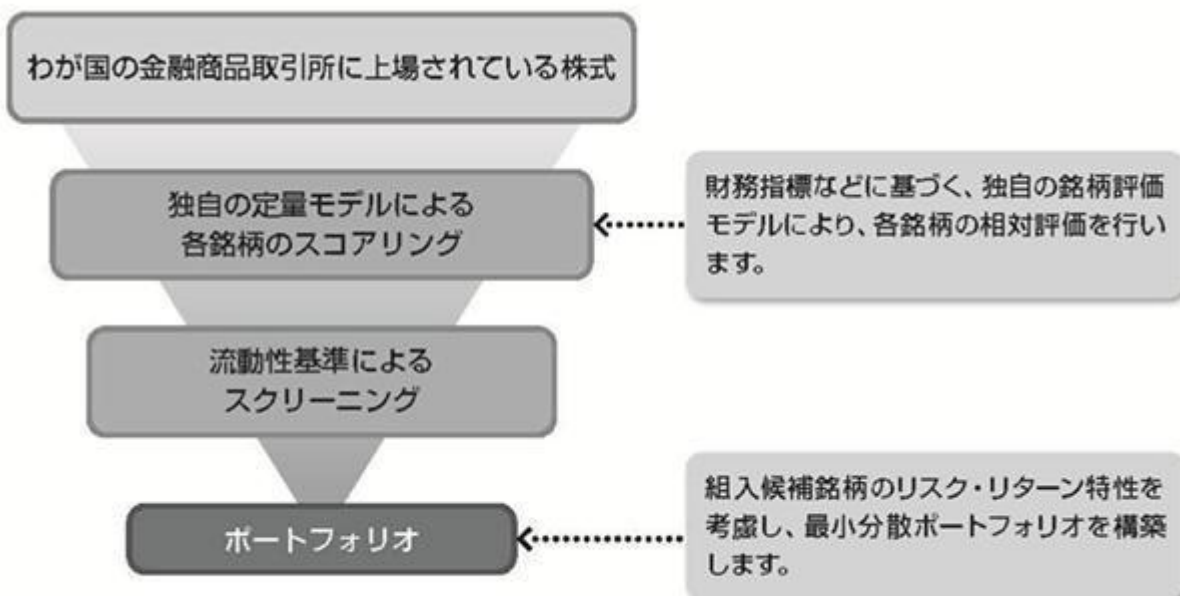 わが国の金融商品取引所に上場されている株式
独自の定量モデルによる
各銘柄のスコアリング
財務指標などに基づく、独自の銘柄評価
モデルにより、各銘柄の相対評価を行い
ます。
流動性基準による
スクリーニング
ポートフォリオ
組入候補銘柄のリスク・リターン特性を
考慮し、最小分散ポートフォリオを構築
します。